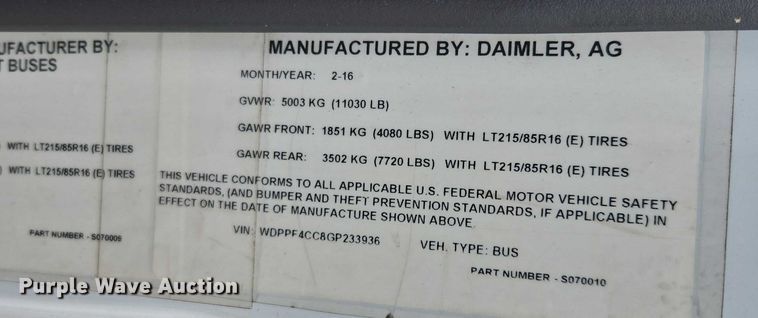 UFACTURER BY:
T BUSES
WITH LT215/85R16 (E) TIRES
WITH LT215/85R16 (E) TIRES
PART NUMBER - S070006
MANUFACTURED BY: DAIMLER, AG
MONTH/YEAR: 2-16
GVWR: 5003 KG (11030 LB)
GAWR FRONT: 1851 KG (4080 LBS) WITH LT215/85R16 (E) TIRES
GAWR REAR: 3502 KG (7720 LBS) WITH LT215/85R16 (E) TIRES
THIS VEHICLE CONFORMS TO ALL APPLICABLE U.S. FEDERAL MOTOR VEHICLE SAFETY
STANDARDS, (AND BUMPER AND THEFT PREVENTION STANDARDS, IF APPLICABLE) IN
EFFECT ON THE DATE OF MANUFACTURE SHOWN ABOVE.
VIN: WDPPF4CC8GP233936 VEH. TYPE: BUS
PART NUMBER - S070010
Purple Wave Auction